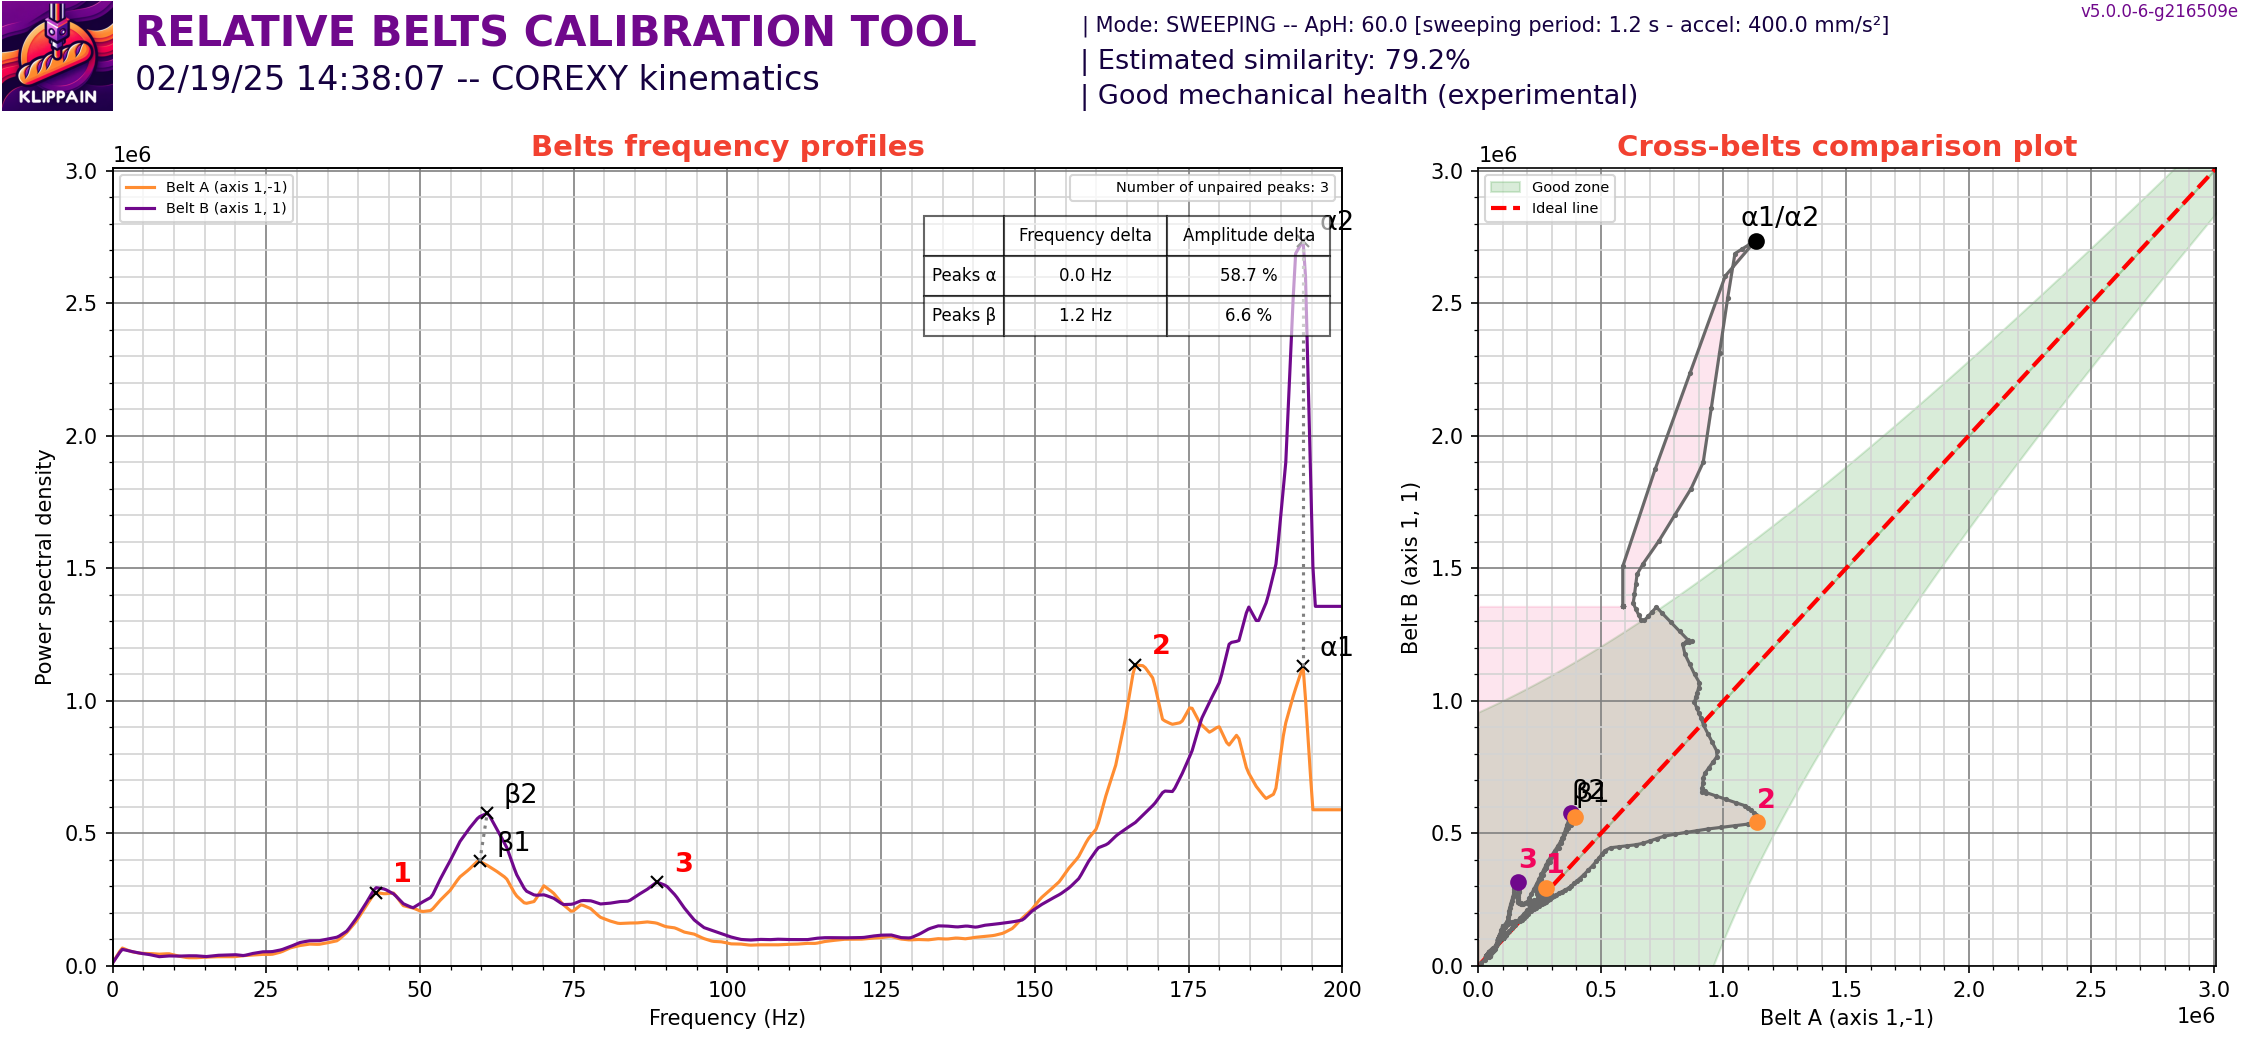 KLIPPAIN
RELATIVE BELTS CALIBRATION TOOL
02/19/25 14:38:07 -- COREXY kinematics
| Mode: SWEEPING -- ApH: 60.0 [sweeping period: 1.2 s - accel: 400.0 mm/s²]
| Estimated similarity: 79.2%
| Good mechanical health (experimental)
v5.0.0-6-g216509e
Belts frequency profiles
1e6
Belt A (axis 1,-1)
Belt B (axis 1, 1)
Number of unpaired peaks: 3
Frequency delta Amplitude delta
Peaks α 0.0 Hz 58.7 %
Peaks β 1.2 Hz 6.6 %
α2
α1
β2
β1
1
2
3
3.0
2.5
2.0
1.5
1.0
0.5
0.0
Power spectral density
0 25 50 75 100 125 150 175 200
Frequency (Hz)
Cross-belts comparison plot
1e6
Good zone
Ideal line
α1/α2
β2
β1
2
3
1
3.0
2.5
2.0
1.5
1.0
0.5
0.0
Belt B (axis 1, 1)
0.0 0.5 1.0 1.5 2.0 2.5 3.0
Belt A (axis 1,-1)
1e6